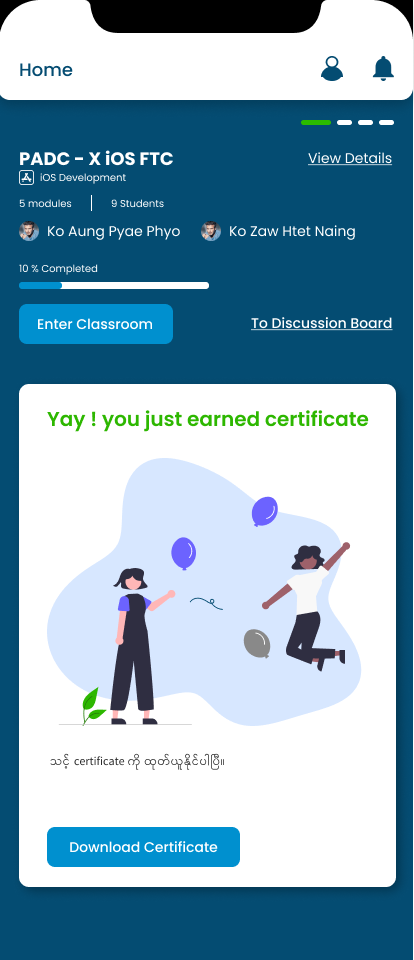 Home
PADC - X iOS FTC
View Details
iOS Development
5 modules
9 Students
Ko Aung Pyae Phyo
Ko Zaw Htet Naing
10 % Completed
Enter Classroom
To Discussion Board
Yay ! you just earned certificate
သင့် certificate ကို ထုတ်ယူနိုင်ပါပြီ။
Download Certificate